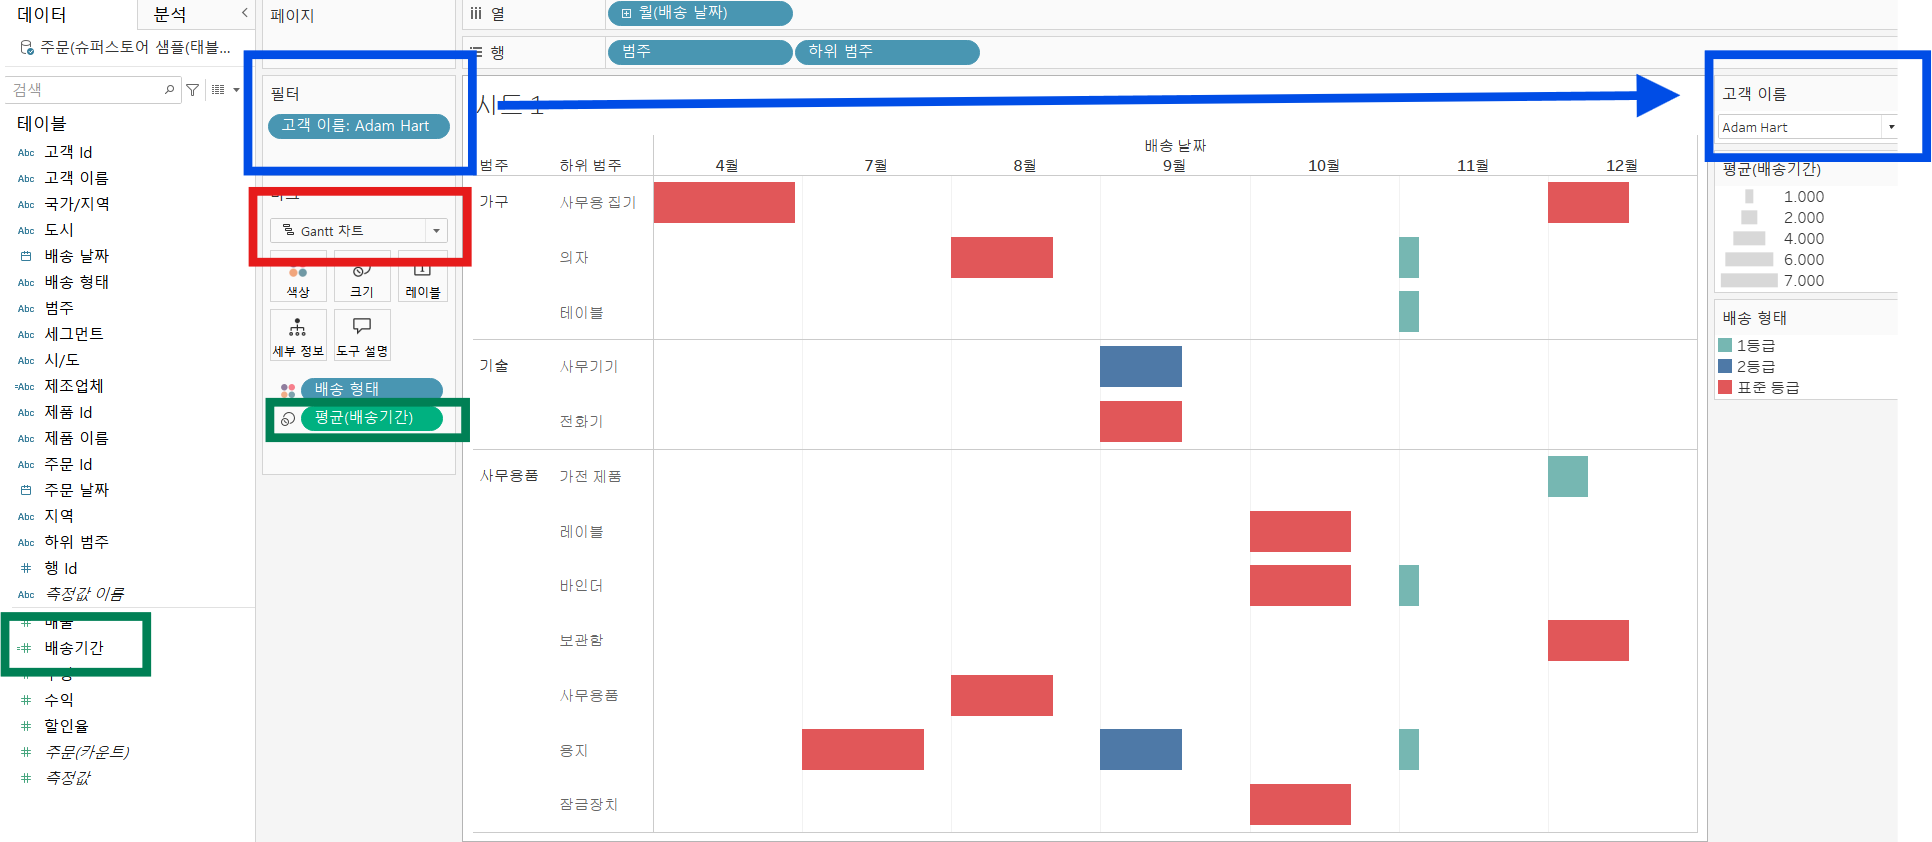 데이터
분석
페이지
열
월(배송 날짜)
주문(슈퍼스토어 샘플(태블...
행
범주
하위 범주
검색
테이블
Abc 고객 Id
Abc 고객 이름
Abc 국가/지역
Abc 도시
배송 날짜
Abc 배송 형태
Abc 범주
Abc 세그먼트
Abc 시/도
=Abc 제조업체
Abc 제품 Id
Abc 제품 이름
Abc 주문 Id
주문 날짜
Abc 지역
Abc 하위 범주
# 행 Id
Abc 측정값 이름
# 매출
=# 배송기간
# 수익
# 할인율
# 주문(카운트)
# 측정값
필터
고객 이름: Adam Hart
Gantt 차트
색상
크기
레이블
세부 정보
도구 설명
배송 형태
평균(배송기간)
시트 1
배송 날짜
범주
하위 범주
4월
7월
8월
9월
10월
11월
12월
가구
사무용 집기
의자
테이블
기술
사무기기
전화기
사무용품
가전 제품
레이블
바인더
보관함
사무용품
용지
잠금장치
고객 이름
Adam Hart
평균(배송기간)
1.000
2.000
4.000
6.000
7.000
배송 형태
1등급
2등급
표준 등급